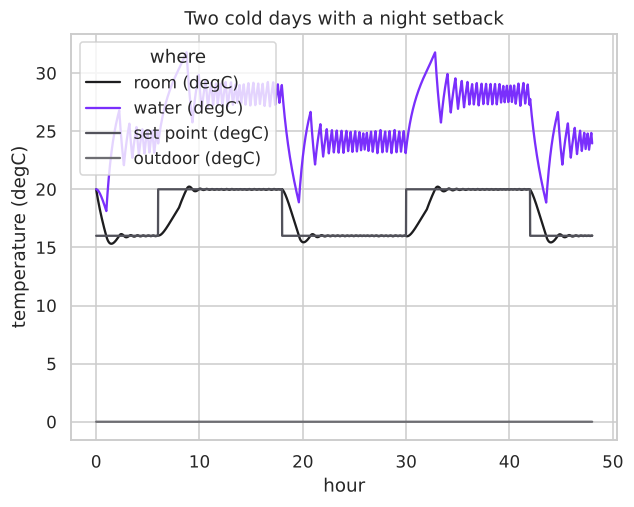 Two cold days with a night setback
where
room (degC)
water (degC)
set point (degC)
outdoor (degC)
temperature (degC)
30
25
20
15
10
5
0
0 10 20 30 40 50
hour